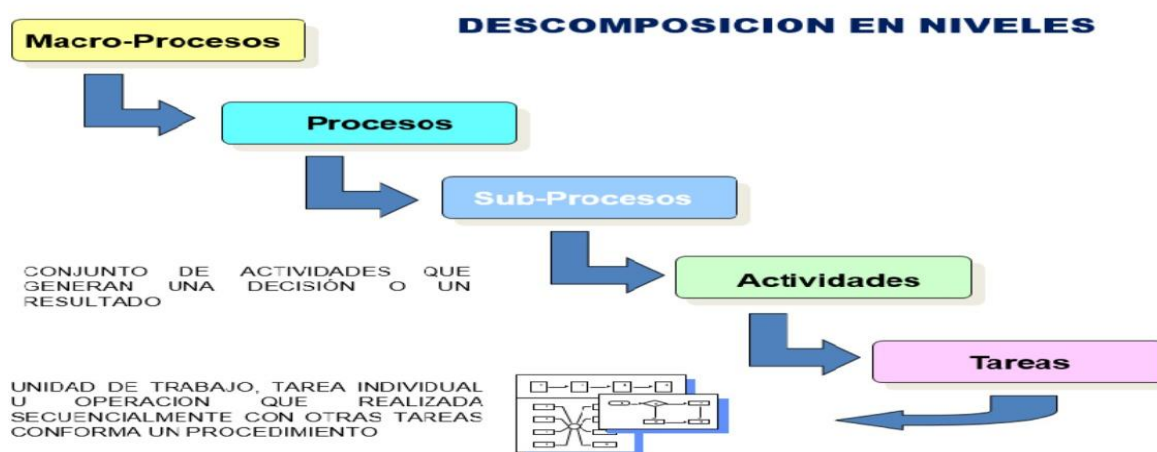 DESCOMPOSICION EN NIVELES
Macro-Procesos
Procesos
Sub-Procesos
CONJUNTO DE ACTIVIDADES QUE
GENERAN UNA DECISIÓN O UN
RESULTADO
Actividades
Tareas
UNIDAD DE TRABAJO, TAREA INDIVIDUAL
U OPERACION QUE REALIZADA
SECUENCIALMENTE CON OTRAS TAREAS
CONFORMA UN PROCEDIMIENTO